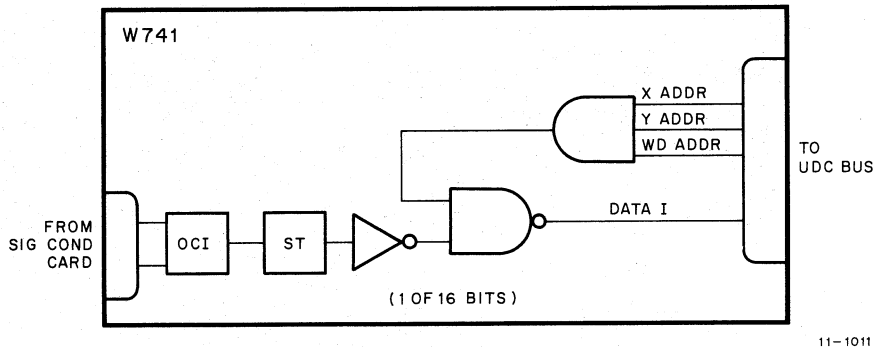 W741
X ADDR
Y ADDR
WD ADDR
TO
UDC BUS
DATA I
FROM
SIG COND
CARD
OCI
ST
(1 OF 16 BITS)
11-1011